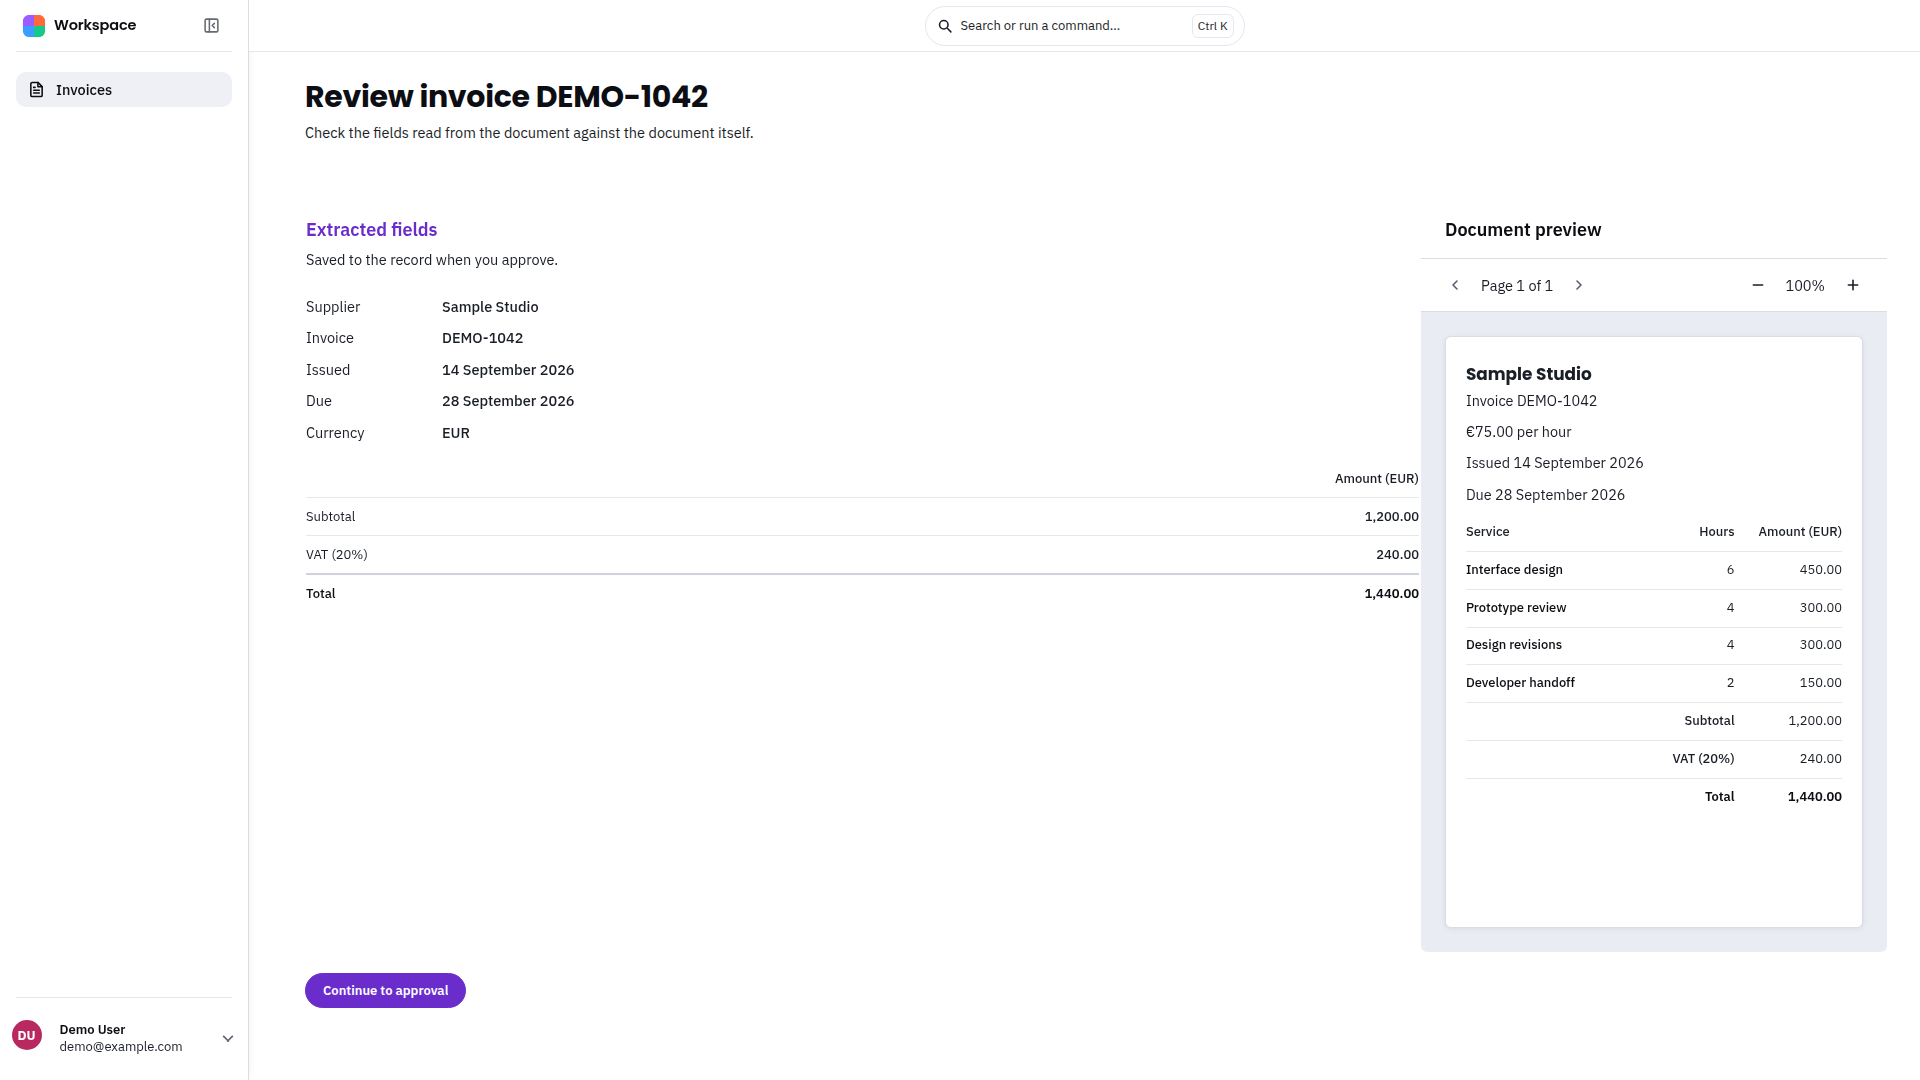 Workspace
Search or run a command...
Ctrl K
Invoices
Review invoice DEMO-1042
Check the fields read from the document against the document itself.
Extracted fields
Saved to the record when you approve.
Supplier Sample Studio
Invoice DEMO-1042
Issued 14 September 2026
Due 28 September 2026
Currency EUR
Amount (EUR)
Subtotal 1,200.00
VAT (20%) 240.00
Total 1,440.00
Continue to approval
Document preview
Page 1 of 1
100%
Sample Studio
Invoice DEMO-1042
€75.00 per hour
Issued 14 September 2026
Due 28 September 2026
Service Hours Amount (EUR)
Interface design 6 450.00
Prototype review 4 300.00
Design revisions 4 300.00
Developer handoff 2 150.00
Subtotal 1,200.00
VAT (20%) 240.00
Total 1,440.00
DU
Demo User
demo@example.com